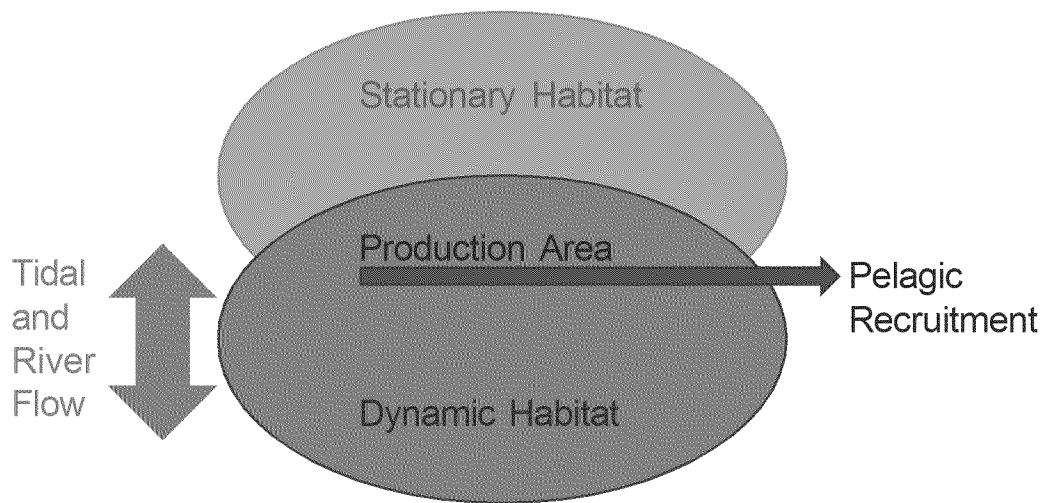 Stationary Habitat
Production Area
Tidal
and
River
Flow
Pelagic
Recruitment
Dynamic Habitat